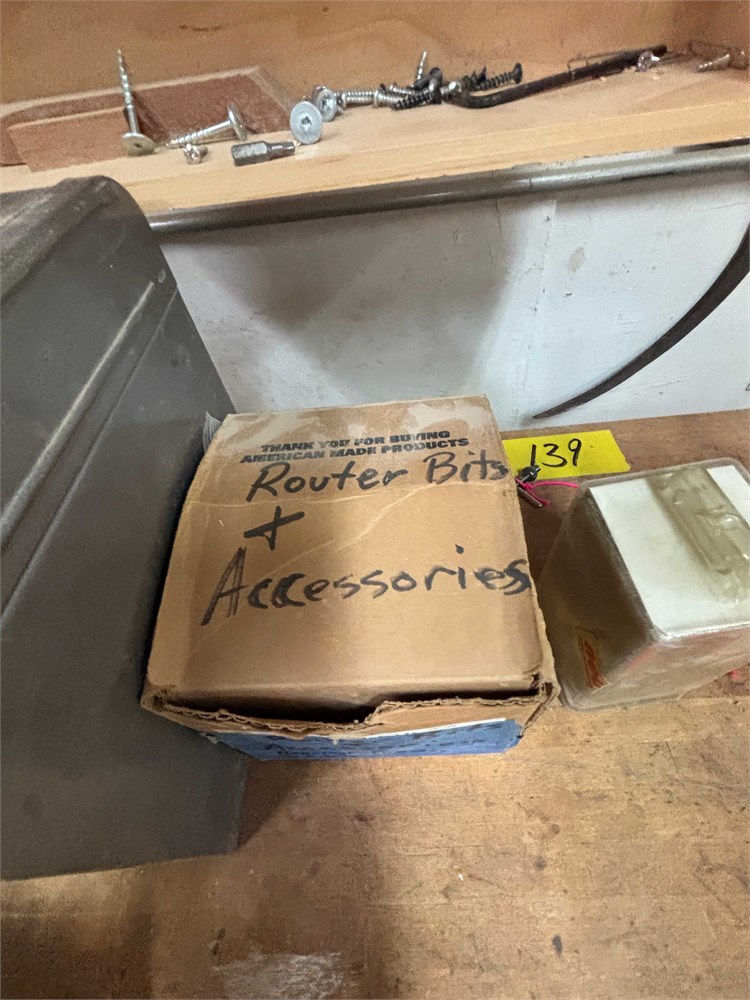 THANK YOU FOR BUYING
AMERICAN MADE PRODUCTS
Router Bits
+
Accessories
139